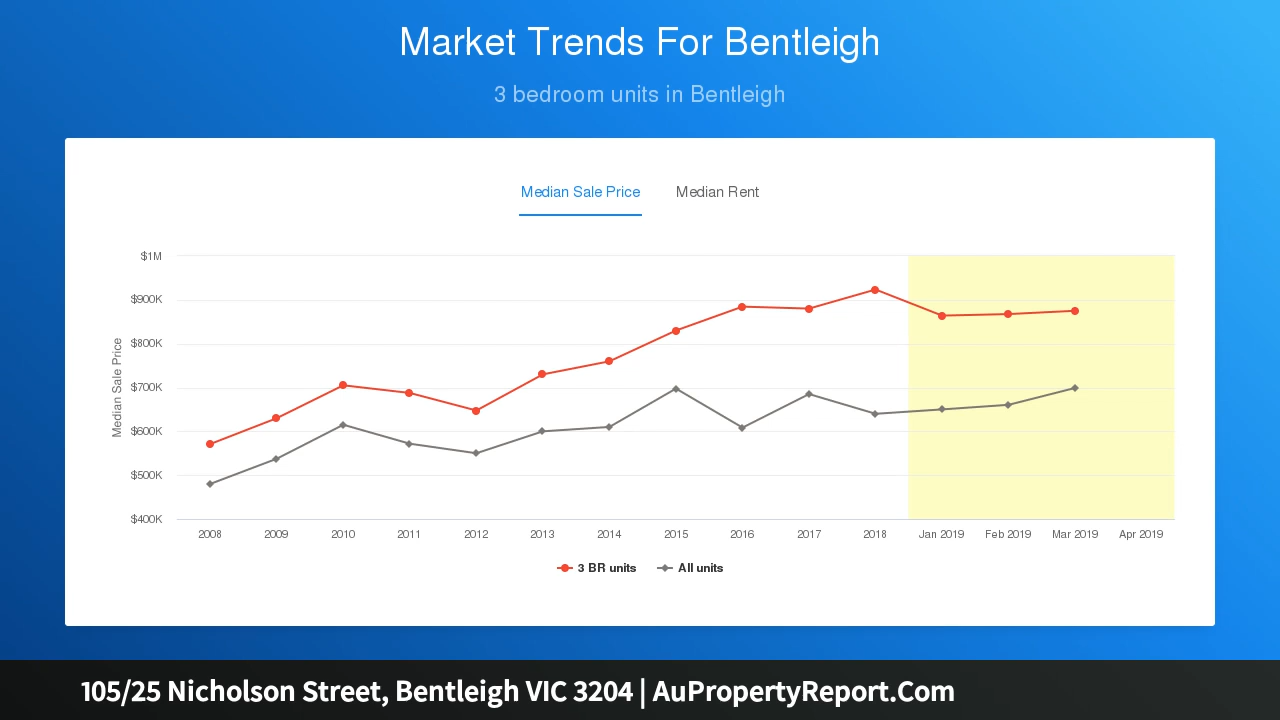 Market Trends For Bentleigh
3 bedroom units in Bentleigh
Median Sale Price Median Rent
$1M
$900K
$800K
$700K
$600K
$500K
$400K
Median Sale Price
2008 2009 2010 2011 2012 2013 2014 2015 2016 2017 2018 Jan 2019 Feb 2019 Mar 2019 Apr 2019
3 BR units All units
105/25 Nicholson Street, Bentleigh VIC 3204 | AuPropertyReport.Com